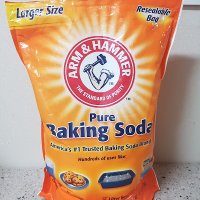 Larger Size
Resealable
Bag
ARM & HAMMER
THE STANDARD OF PURITY
Pure
Baking Soda
America's #1 Trusted Baking Soda Brand
Hundreds of uses like: